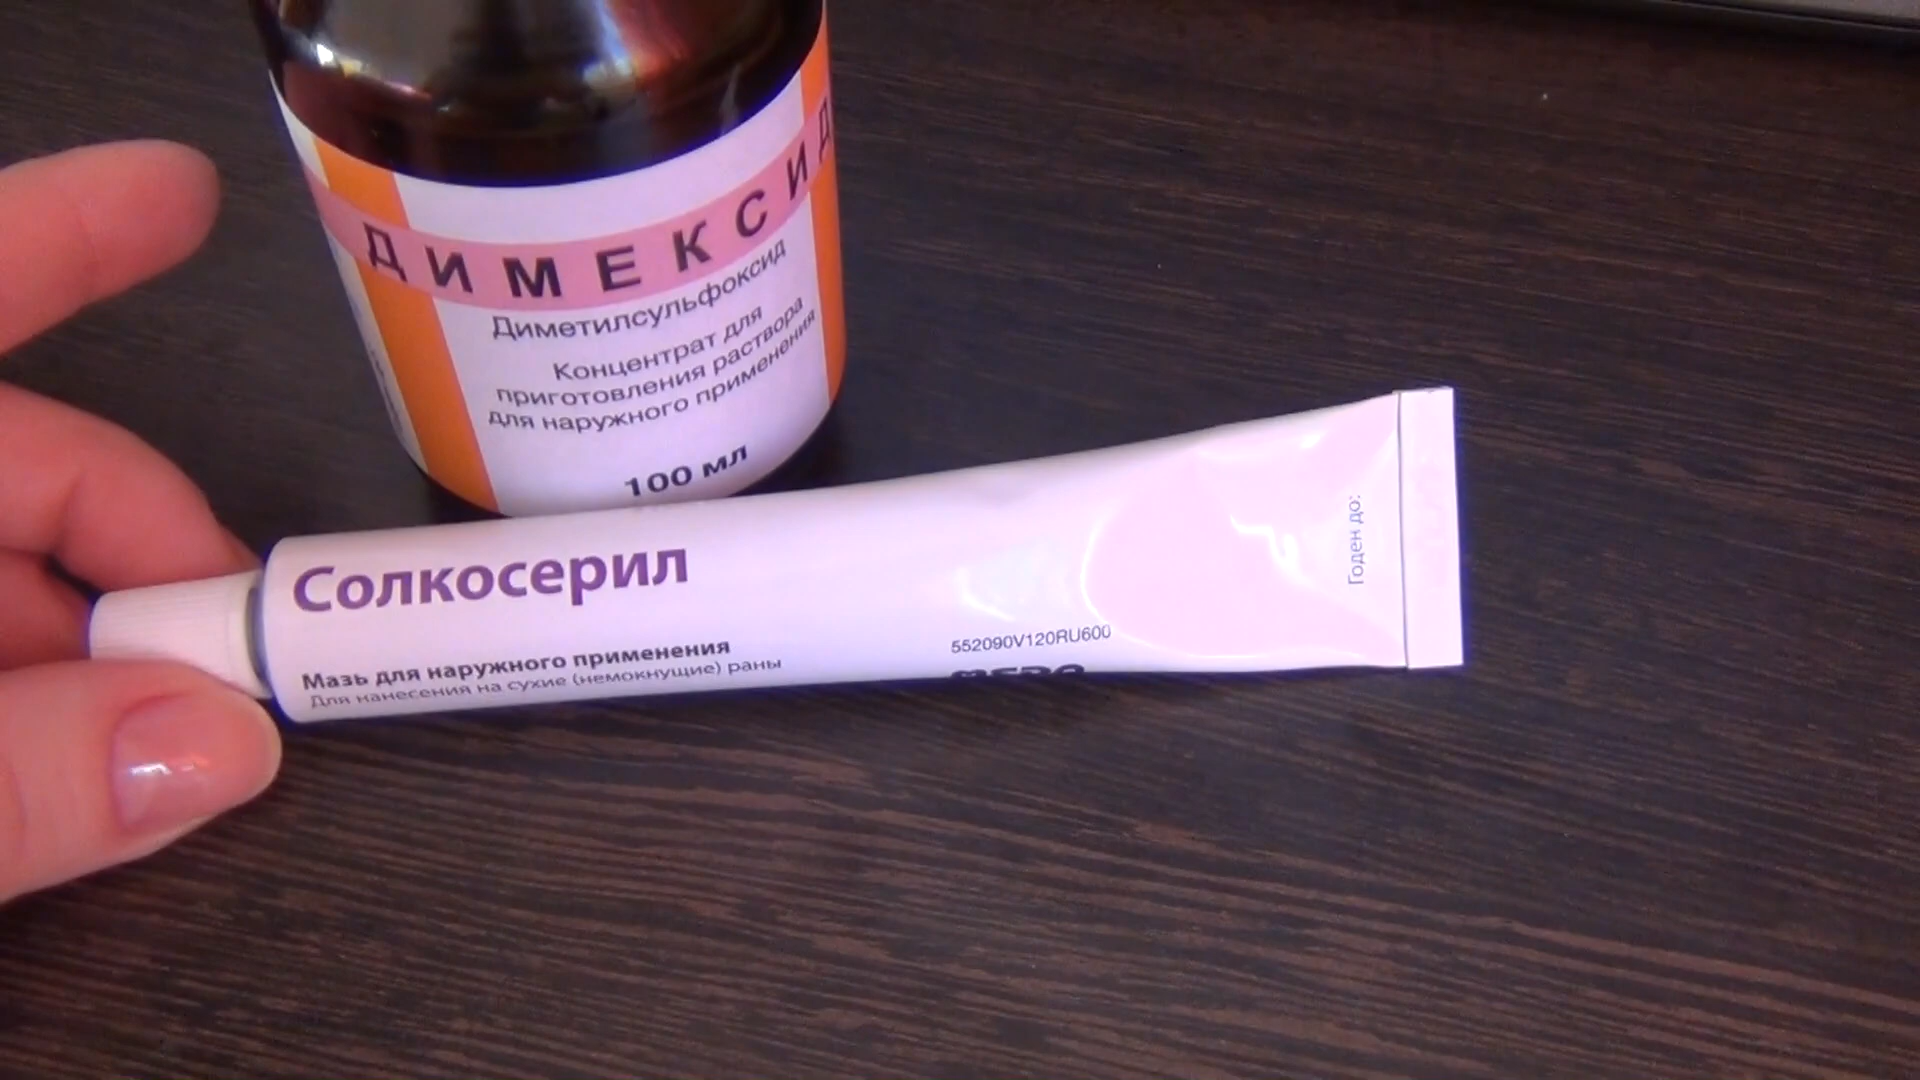 ДИМЕКСИД
Диметилсульфоксид
Концентрат для
приготовления раствора
для наружного применения
100 мл
Солкосерил
Мазь для наружного применения
Для нанесения на сухие (немокнущие) раны
552090V120RU600
Годен до: